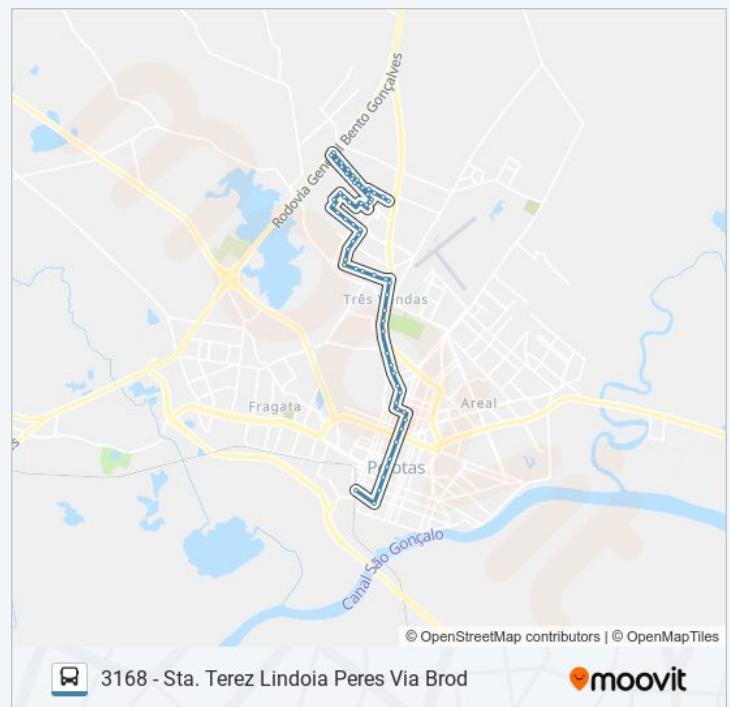 Rodovia General Bento Gonçalves
Três Vendas
Fragata
Areal
Pelotas
Canal São Gonçalo
© OpenStreetMap contributors | © OpenMapTiles
3168 - Sta. Terez Lindoia Peres Via Brod
moovit